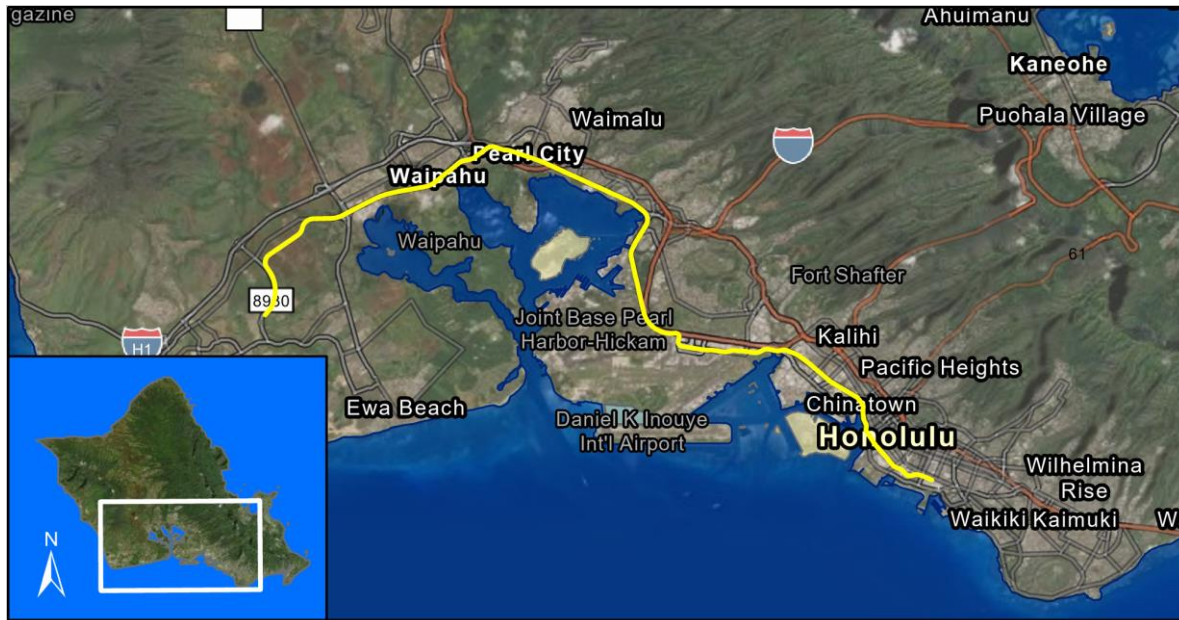 gazine
Ahuimanu
Kaneohe
Puohala Village
Waimalu
Pearl City
Waipahu
Waipahu
61
Fort Shafter
8930
Joint Base Pearl
Harbor-Hickam
H1
Kalihi
Pacific Heights
Ewa Beach
Chinatown
Daniel K Inouye
Int'l Airport
Honolulu
Wilhelmina
Rise
Waikiki
Kaimuki
W
N